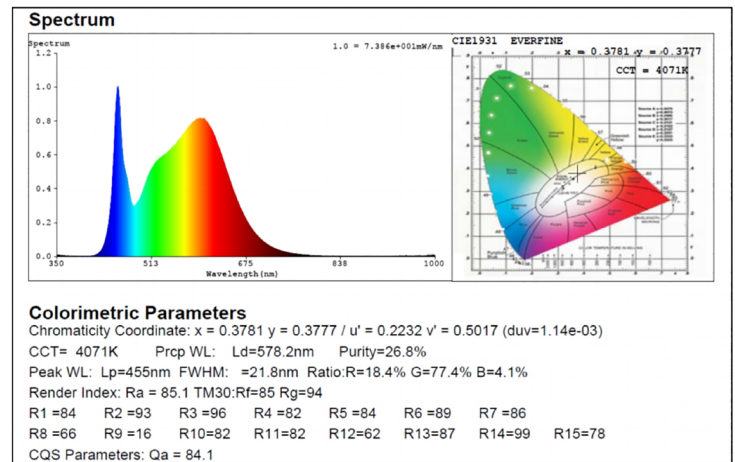 Spectrum
Spectrum
1.0 = 7.386e+001mW/nm
1.2
1.0
0.8
0.6
0.4
0.2
0.0
350 513 675 838 1000
Wavelength(nm)
CIE1931 EVERFINE
x = 0.3781 y = 0.3777
CCT = 4071K
Colorimetric Parameters
Chromaticity Coordinate: x = 0.3781 y = 0.3777 / u' = 0.2232 v' = 0.5017 (duv=1.14e-03)
CCT= 4071K Prcp WL: Ld=578.2nm Purity=26.8%
Peak WL: Lp=455nm FWHM: =21.8nm Ratio:R=18.4% G=77.4% B=4.1%
Render Index: Ra = 85.1 TM30:Rf=85 Rg=94
R1 =84 R2 =93 R3 =96 R4 =82 R5 =84 R6 =89 R7 =86
R8 =66 R9 =16 R10=82 R11=82 R12=62 R13=87 R14=99 R15=78
CQS Parameters: Qa = 84.1